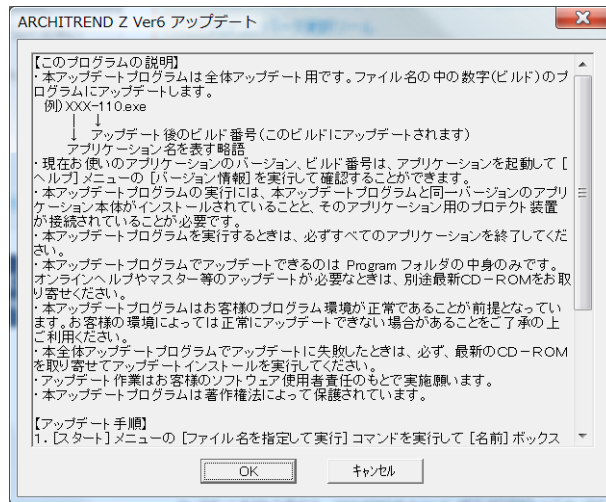 ARCHITREND Z Ver6 アップデート
【このプログラムの説明】
・本アップデートプログラムは全体アップデート用です。ファイル名の中の数字(ビルド)のプ
ログラムにアップデートします。
例)XXX-110.exe
｜ ↓
↓ アップデート後のビルド番号(このビルドにアップデートされます)
アプリケーション名を表す略語
・現在お使いのアプリケーションのバージョン、ビルド番号は、アプリケーションを起動して [
ヘルプ] メニューの [バージョン情報] を実行して確認することができます。
・本アップデートプログラムの実行には、本アップデートプログラムと同一バージョンのアプリ
ケーション本体がインストールされていることと、そのアプリケーション用のプロテクト装置
が接続されていることが必要です。
・本アップデートプログラムを実行するときは、必ずすべてのアプリケーションを終了してくだ
さい。
・本アップデートプログラムでアップデートできるのは Program フォルダの中身のみです。
オンラインヘルプやマスター等のアップデートが必要なときは、別途最新CD－ROMをお取
り寄せください。
・本アップデートプログラムはお客様のプログラム環境が正常であることが前提となってい
ます。お客様の環境によっては正常にアップデートできない場合があることをご了承の上
ご利用ください。
・本全体アップデートプログラムでアップデートに失敗したときは、必ず、最新のCD－ROM
を取り寄せてアップデートインストールを実行してください。
・アップデート作業はお客様のソフトウェア使用者責任のもとで実施願います。
・本アップデートプログラムは著作権法によって保護されています。
【アップデート手順】
1. [スタート] メニューの [ファイル名を指定して実行] コマンドを実行して [名前] ボックス
OK
キャンセル